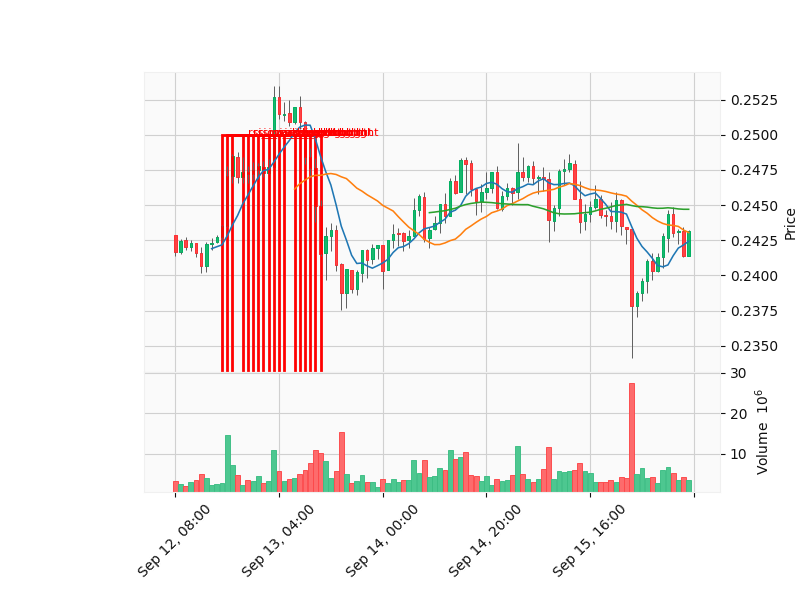 0.2525
0.2500
0.2475
0.2450
0.2425
0.2400
0.2375
0.2350
Price
30
20
10
Volume 10⁶
Sep 12, 08:00
Sep 13, 04:00
Sep 14, 00:00
Sep 14, 20:00
Sep 15, 16:00